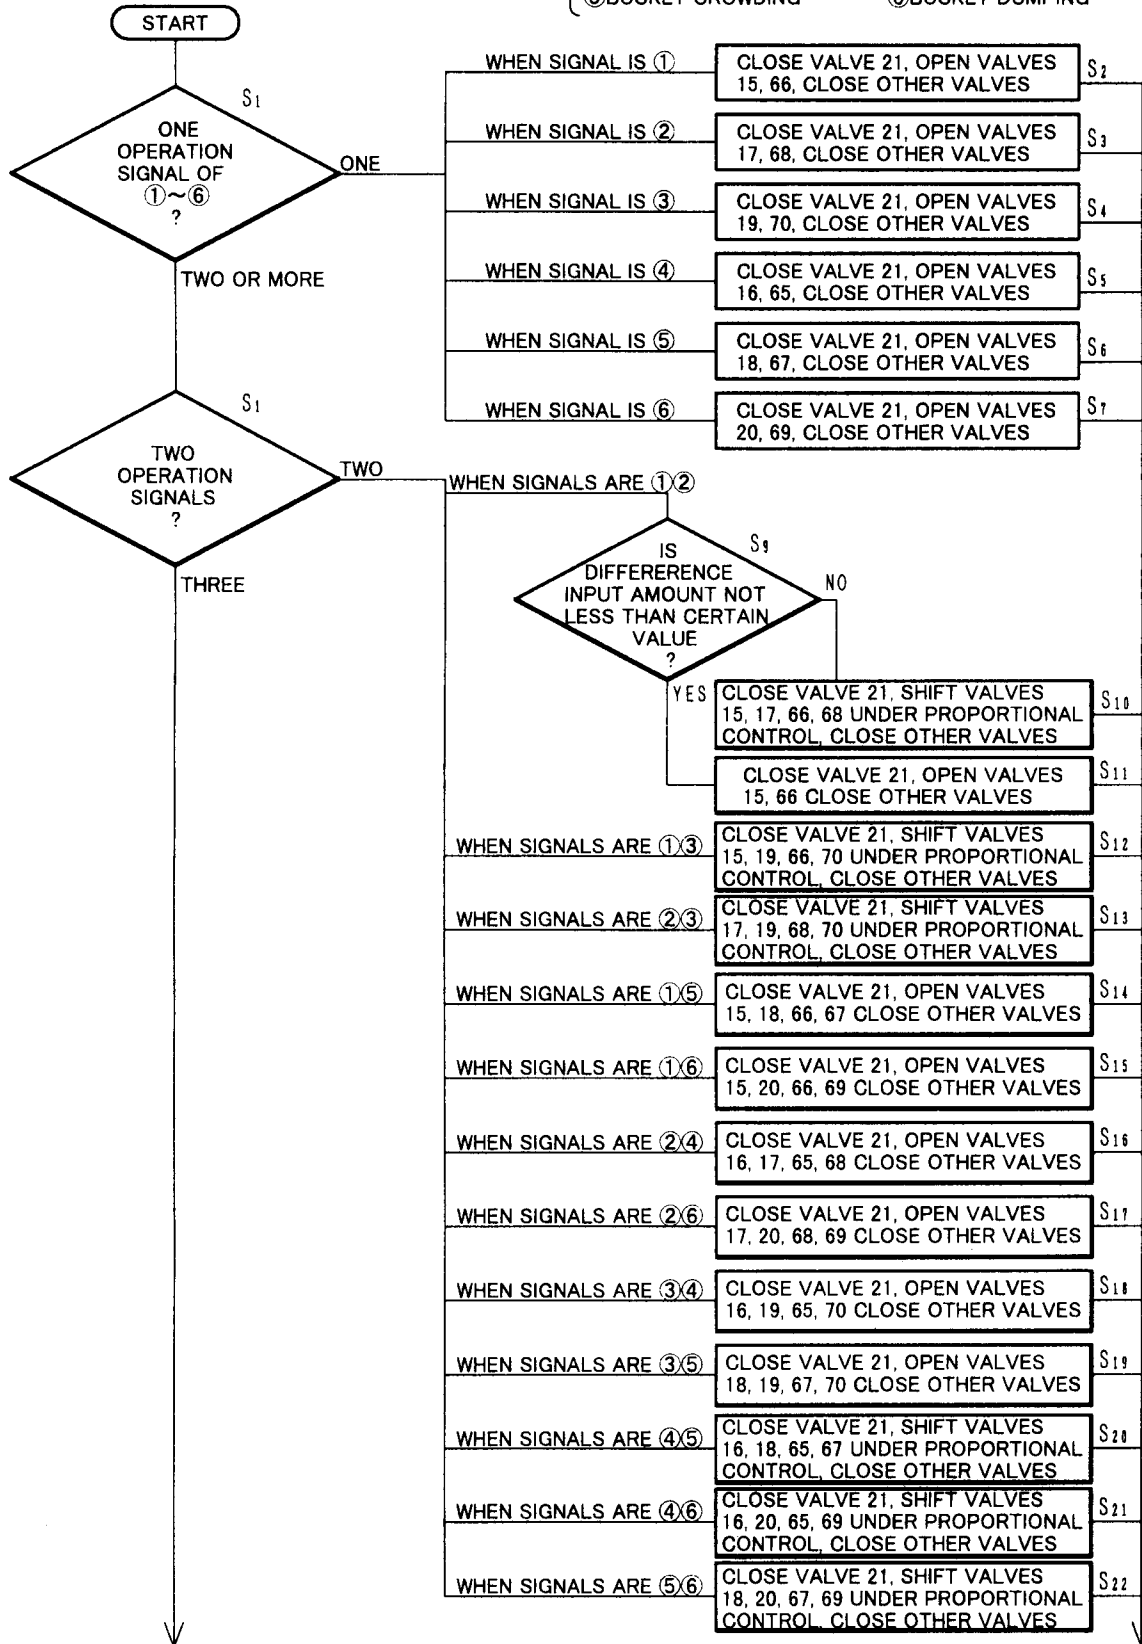 ③BUCKET CROWDING ⑥BUCKET DUMPING
START
S1
ONE
OPERATION
SIGNAL OF
①~⑥
?
ONE
TWO OR MORE
WHEN SIGNAL IS ①
CLOSE VALVE 21, OPEN VALVES
15, 66, CLOSE OTHER VALVES
S2
WHEN SIGNAL IS ②
CLOSE VALVE 21, OPEN VALVES
17, 68, CLOSE OTHER VALVES
S3
WHEN SIGNAL IS ③
CLOSE VALVE 21, OPEN VALVES
19, 70, CLOSE OTHER VALVES
S4
WHEN SIGNAL IS ④
CLOSE VALVE 21, OPEN VALVES
16, 65, CLOSE OTHER VALVES
S5
WHEN SIGNAL IS ⑤
CLOSE VALVE 21, OPEN VALVES
18, 67, CLOSE OTHER VALVES
S6
WHEN SIGNAL IS ⑥
CLOSE VALVE 21, OPEN VALVES
20, 69, CLOSE OTHER VALVES
S7
S1
TWO
OPERATION
SIGNALS
?
TWO
THREE
WHEN SIGNALS ARE ①②
S9
IS
DIFFERERENCE
INPUT AMOUNT NOT
LESS THAN CERTAIN
VALUE
?
NO
YES
CLOSE VALVE 21, SHIFT VALVES
15, 17, 66, 68 UNDER PROPORTIONAL
CONTROL, CLOSE OTHER VALVES
S10
CLOSE VALVE 21, OPEN VALVES
15, 66 CLOSE OTHER VALVES
S11
WHEN SIGNALS ARE ①③
CLOSE VALVE 21, SHIFT VALVES
15, 19, 66, 70 UNDER PROPORTIONAL
CONTROL, CLOSE OTHER VALVES
S12
WHEN SIGNALS ARE ②③
CLOSE VALVE 21, SHIFT VALVES
17, 19, 68, 70 UNDER PROPORTIONAL
CONTROL, CLOSE OTHER VALVES
S13
WHEN SIGNALS ARE ①⑤
CLOSE VALVE 21, OPEN VALVES
15, 18, 66, 67 CLOSE OTHER VALVES
S14
WHEN SIGNALS ARE ①⑥
CLOSE VALVE 21, OPEN VALVES
15, 20, 66, 69 CLOSE OTHER VALVES
S15
WHEN SIGNALS ARE ②④
CLOSE VALVE 21, OPEN VALVES
16, 17, 65, 68 CLOSE OTHER VALVES
S16
WHEN SIGNALS ARE ②⑥
CLOSE VALVE 21, OPEN VALVES
17, 20, 68, 69 CLOSE OTHER VALVES
S17
WHEN SIGNALS ARE ③④
CLOSE VALVE 21, OPEN VALVES
16, 19, 65, 70 CLOSE OTHER VALVES
S18
WHEN SIGNALS ARE ③⑤
CLOSE VALVE 21, OPEN VALVES
18, 19, 67, 70 CLOSE OTHER VALVES
S19
WHEN SIGNALS ARE ④⑤
CLOSE VALVE 21, SHIFT VALVES
16, 18, 65, 67 UNDER PROPORTIONAL
CONTROL, CLOSE OTHER VALVES
S20
WHEN SIGNALS ARE ④⑥
CLOSE VALVE 21, SHIFT VALVES
16, 20, 65, 69 UNDER PROPORTIONAL
CONTROL, CLOSE OTHER VALVES
S21
WHEN SIGNALS ARE ⑤⑥
CLOSE VALVE 21, SHIFT VALVES
18, 20, 67, 69 UNDER PROPORTIONAL
CONTROL, CLOSE OTHER VALVES
S22